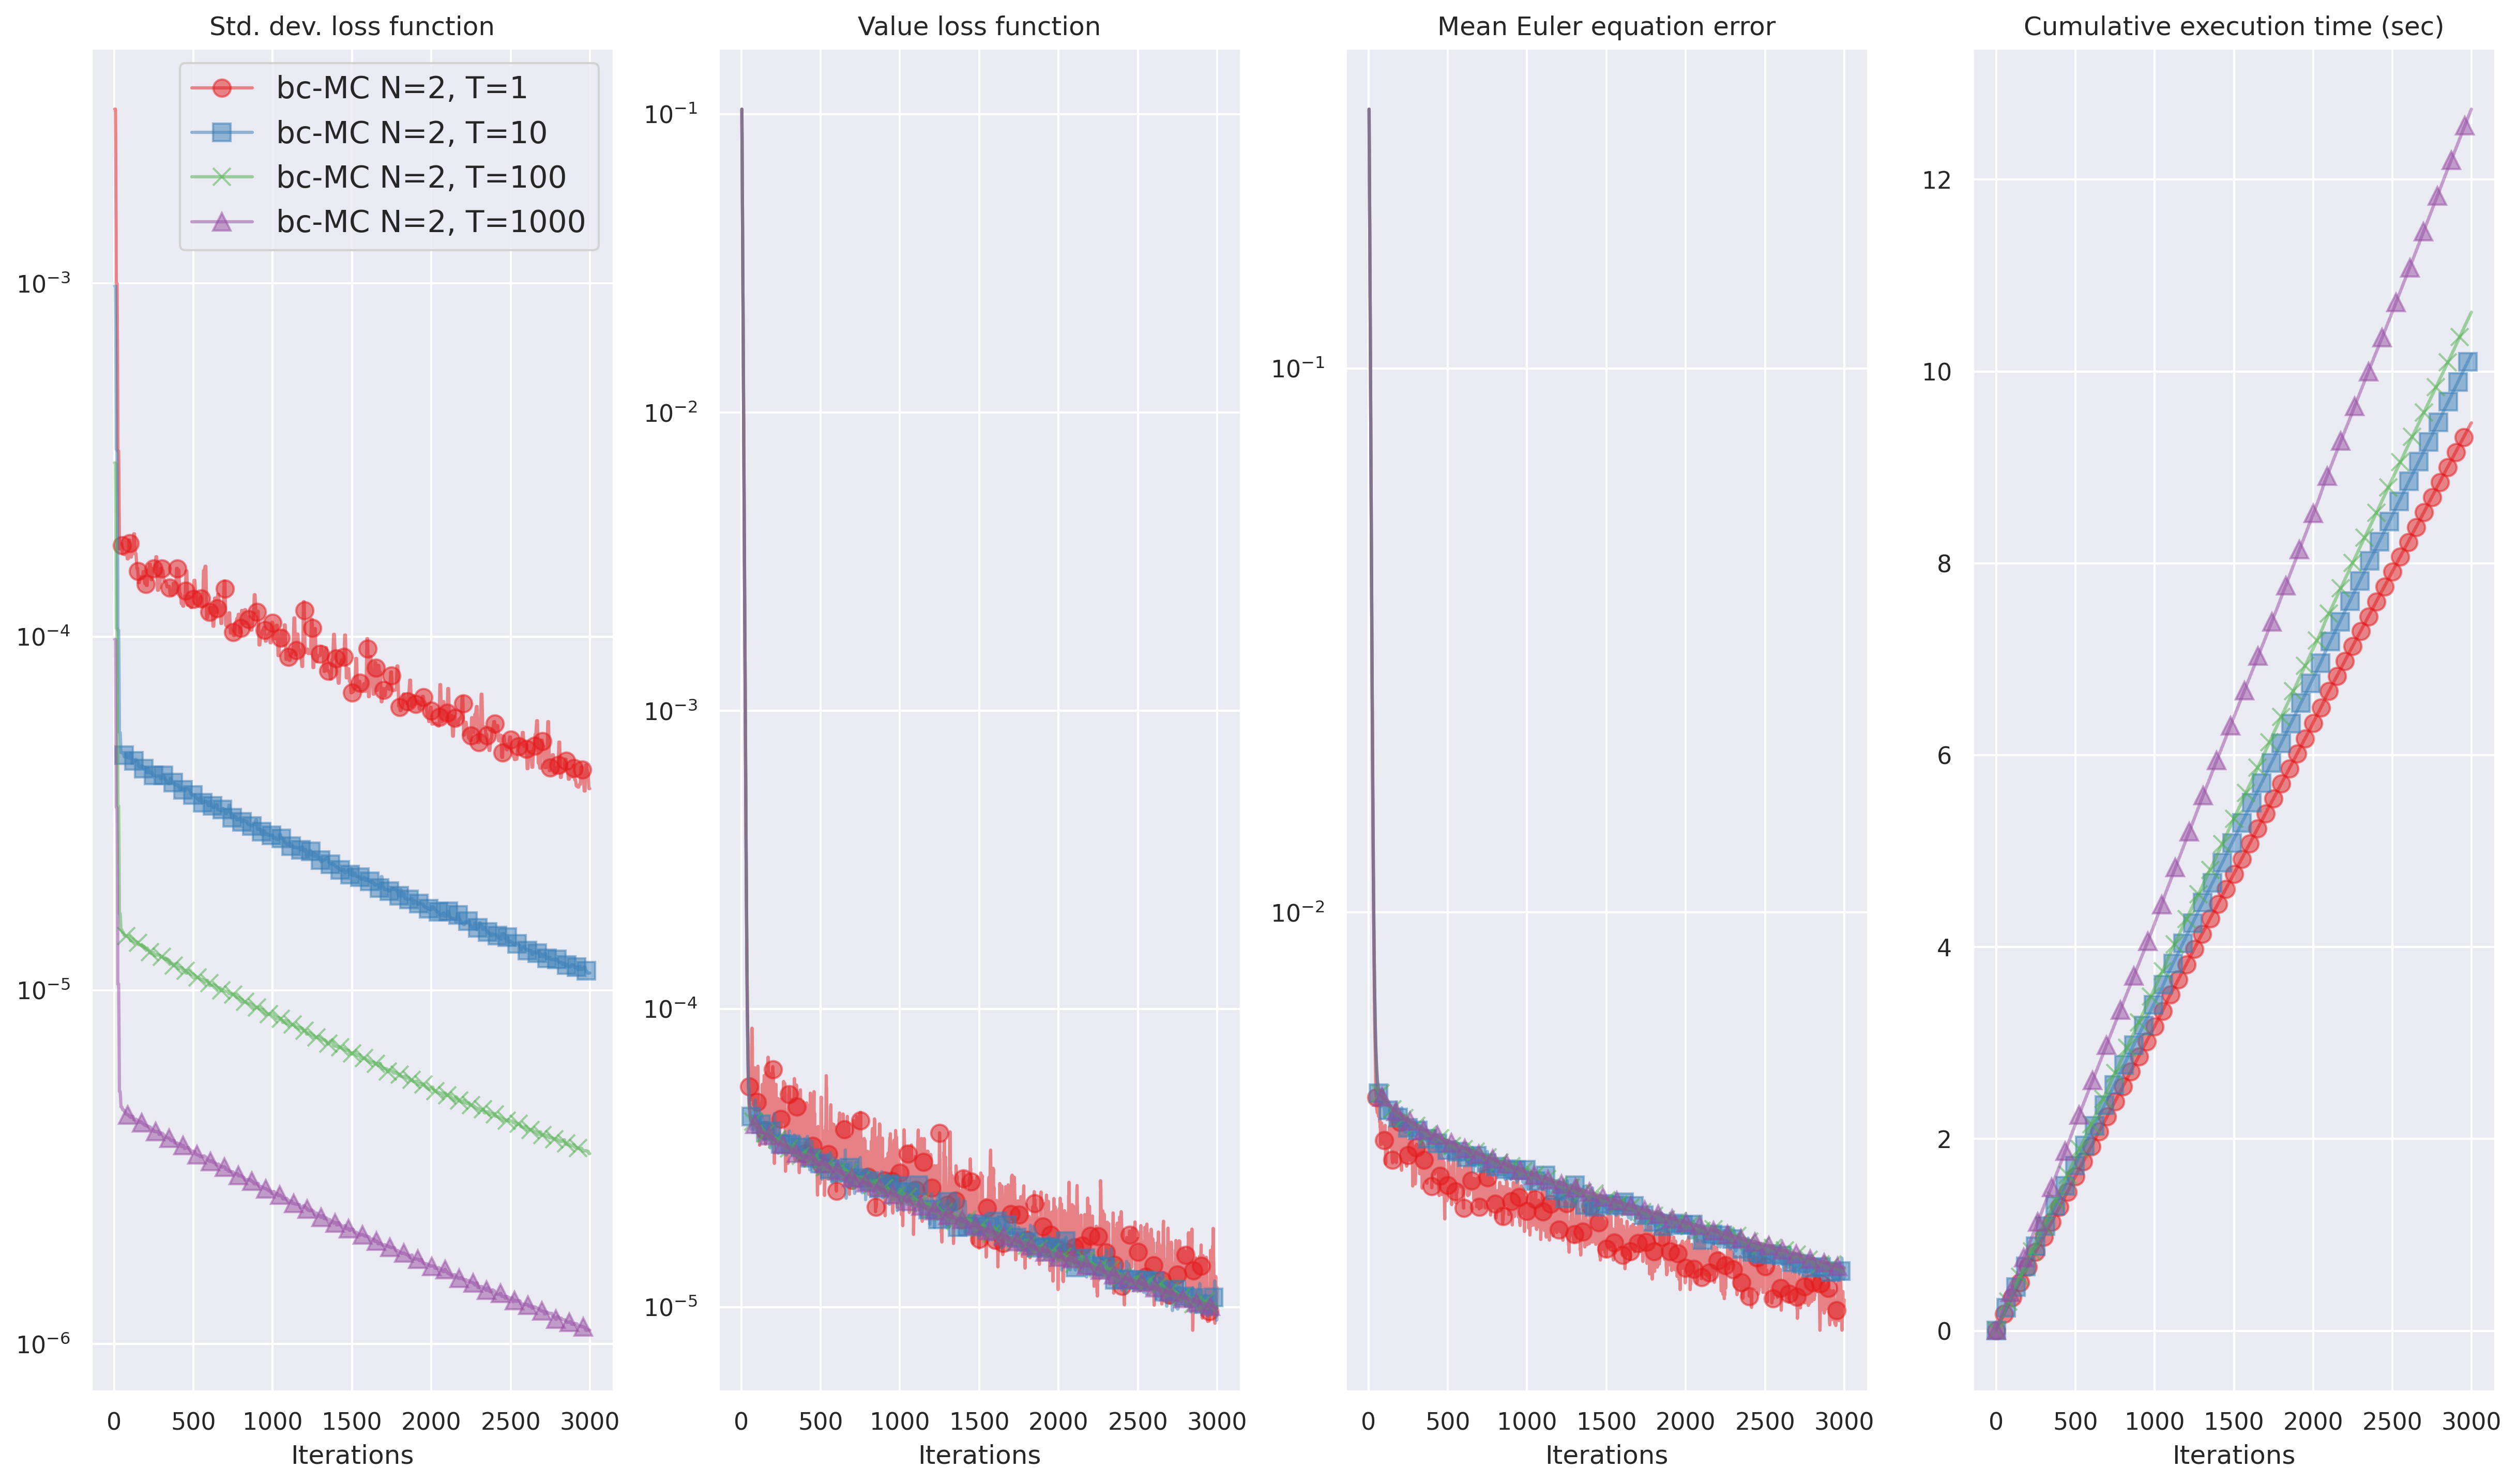 Std. dev. loss function
bc-MC N=2, T=1
bc-MC N=2, T=10
bc-MC N=2, T=100
bc-MC N=2, T=1000
10⁻³
10⁻⁴
10⁻⁵
10⁻⁶
0 500 1000 1500 2000 2500 3000
Iterations
Value loss function
10⁻¹
10⁻²
10⁻³
10⁻⁴
10⁻⁵
0 500 1000 1500 2000 2500 3000
Iterations
Mean Euler equation error
10⁻¹
10⁻²
0 500 1000 1500 2000 2500 3000
Iterations
Cumulative execution time (sec)
12
10
8
6
4
2
0
0 500 1000 1500 2000 2500 3000
Iterations